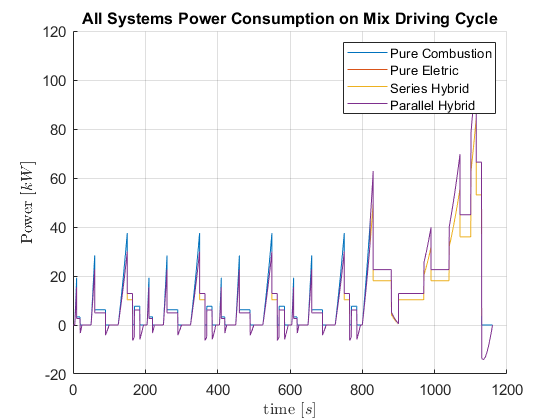 All Systems Power Consumption on Mix Driving Cycle
120
100
80
60
40
20
0
-20
Power [kW]
Pure Combustion
Pure Eletric
Series Hybrid
Parallel Hybrid
0 200 400 600 800 1000 1200
time [s]